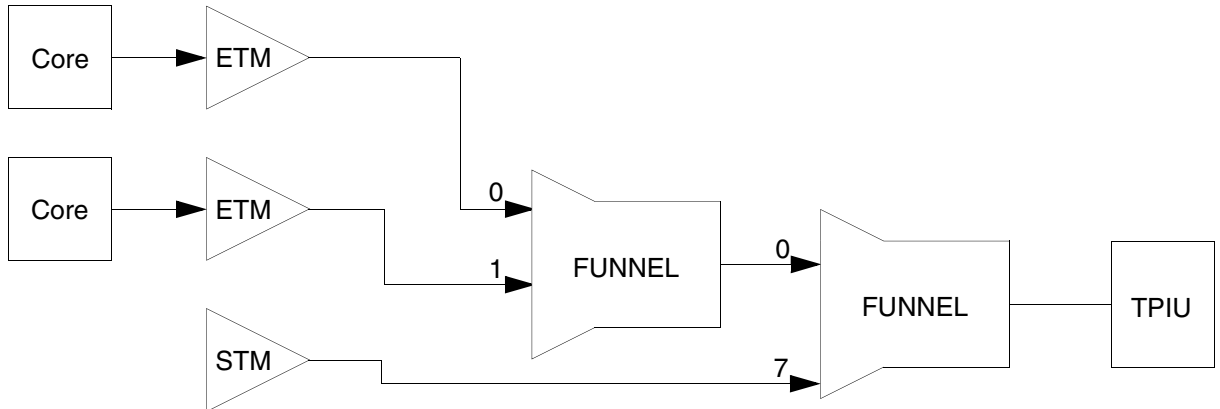 Core
ETM
Core
ETM
0
1
FUNNEL
0
FUNNEL
TPIU
STM
7